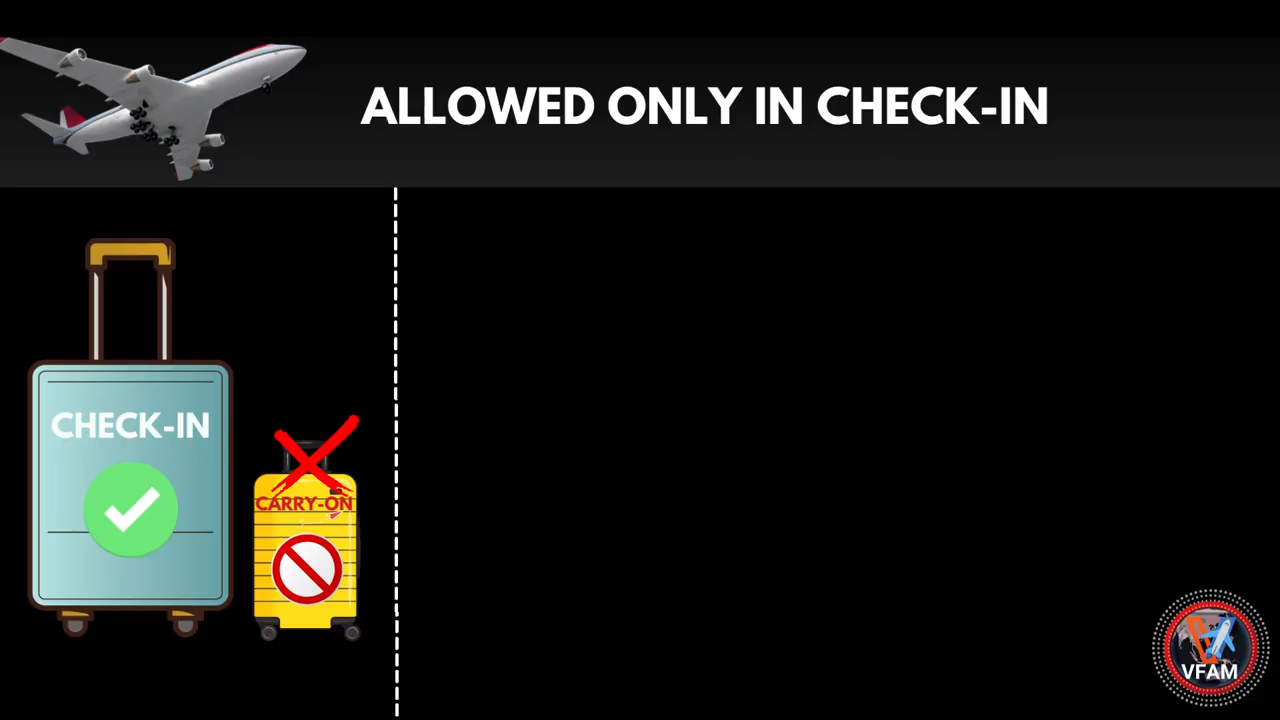 ALLOWED ONLY IN CHECK-IN
CHECK-IN
CARRY-ON
VFAM